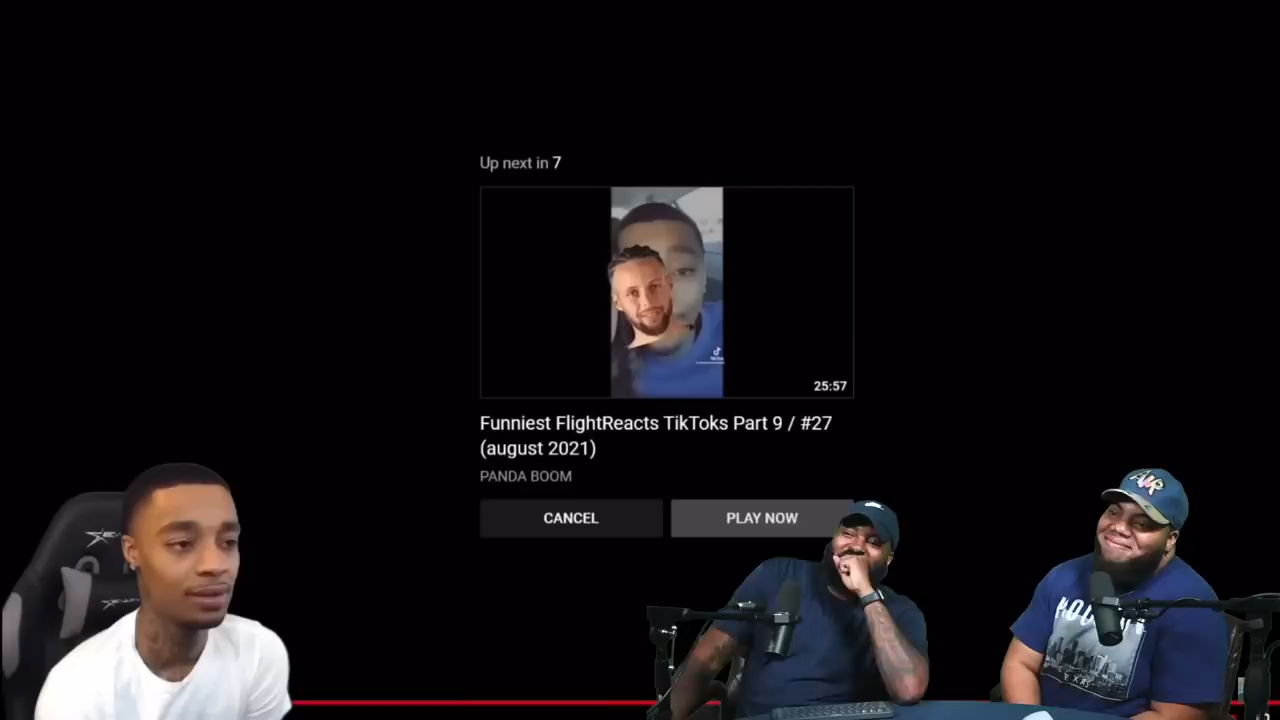 Up next in 7
25:57
Funniest FlightReacts TikToks Part 9 / #27
(august 2021)
PANDA BOOM
CANCEL
PLAY NOW